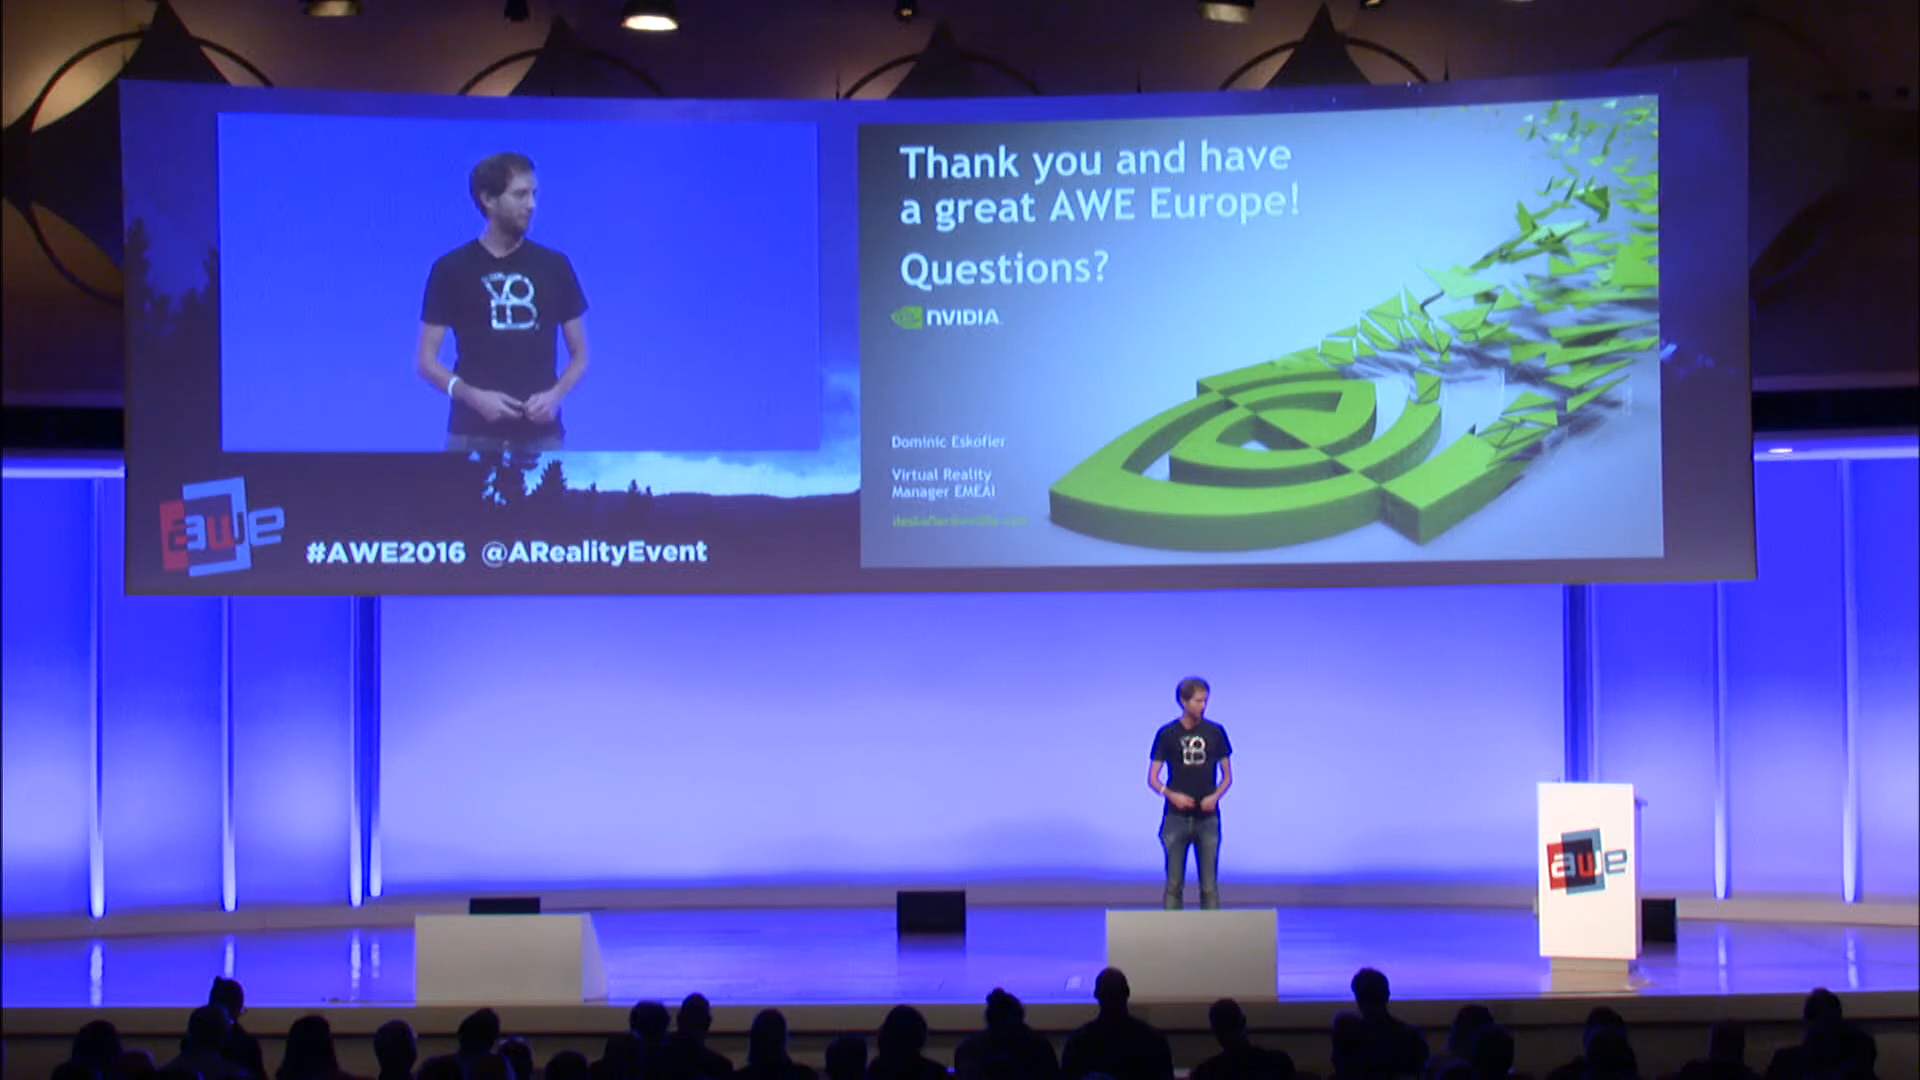 Thank you and have
a great AWE Europe!
Questions?
NVIDIA
Dominic Eskofier
Virtual Reality
Manager EMEAI
awe
#AWE2016 @ARealityEvent
awe